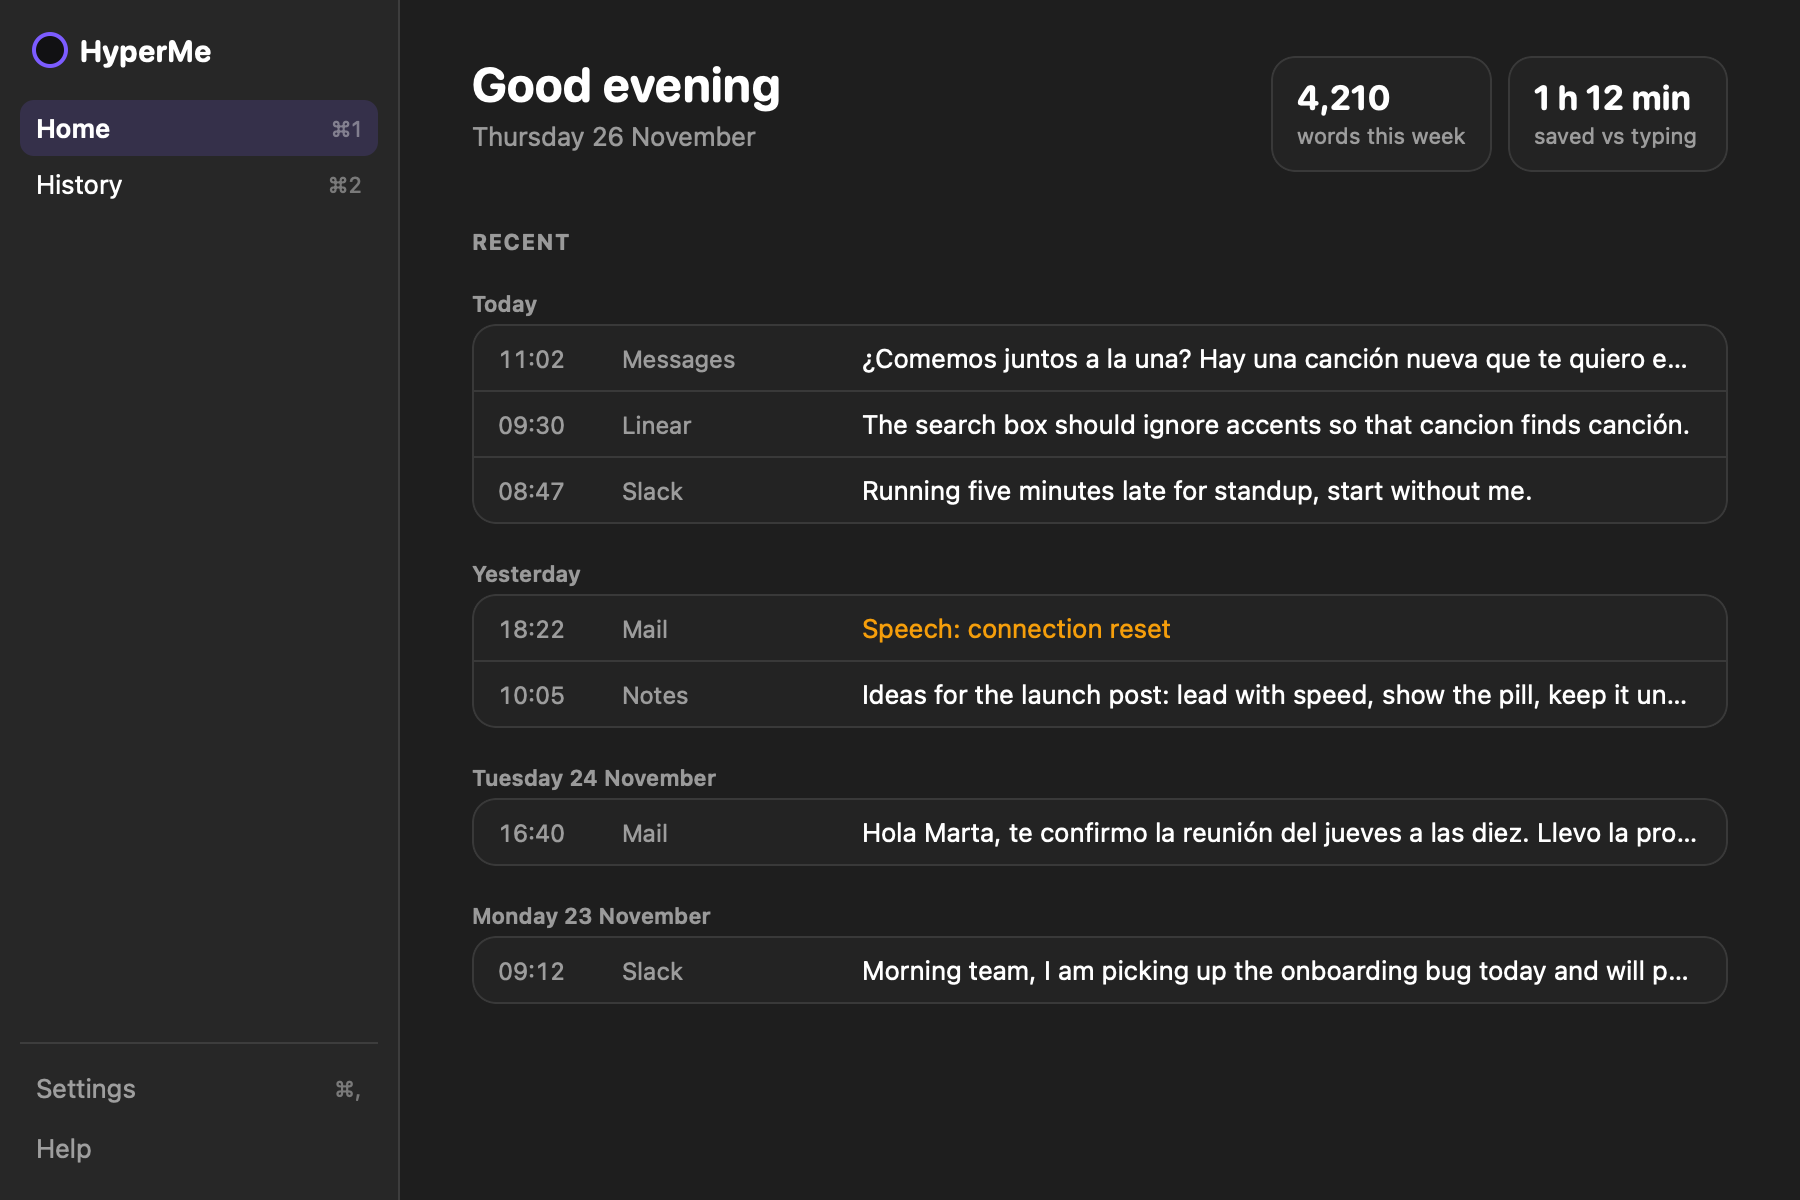 HyperMe
Home ⌘1
History ⌘2
Settings ⌘,
Help
Good evening
Thursday 26 November
4,210
words this week
1 h 12 min
saved vs typing
RECENT
Today
11:02 Messages ¿Comemos juntos a la una? Hay una canción nueva que te quiero e...
09:30 Linear The search box should ignore accents so that cancion finds canción.
08:47 Slack Running five minutes late for standup, start without me.
Yesterday
18:22 Mail Speech: connection reset
10:05 Notes Ideas for the launch post: lead with speed, show the pill, keep it un...
Tuesday 24 November
16:40 Mail Hola Marta, te confirmo la reunión del jueves a las diez. Llevo la pro...
Monday 23 November
09:12 Slack Morning team, I am picking up the onboarding bug today and will p...